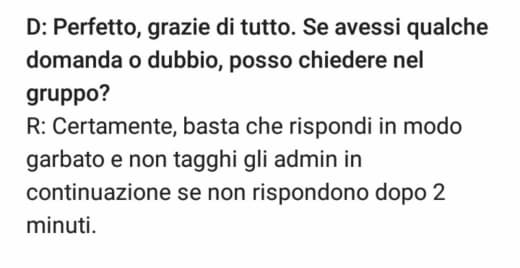 D: Perfetto, grazie di tutto. Se avessi qualche
domanda o dubbio, posso chiedere nel
gruppo?
R: Certamente, basta che rispondi in modo
garbato e non tagghi gli admin in
continuazione se non rispondono dopo 2
minuti.